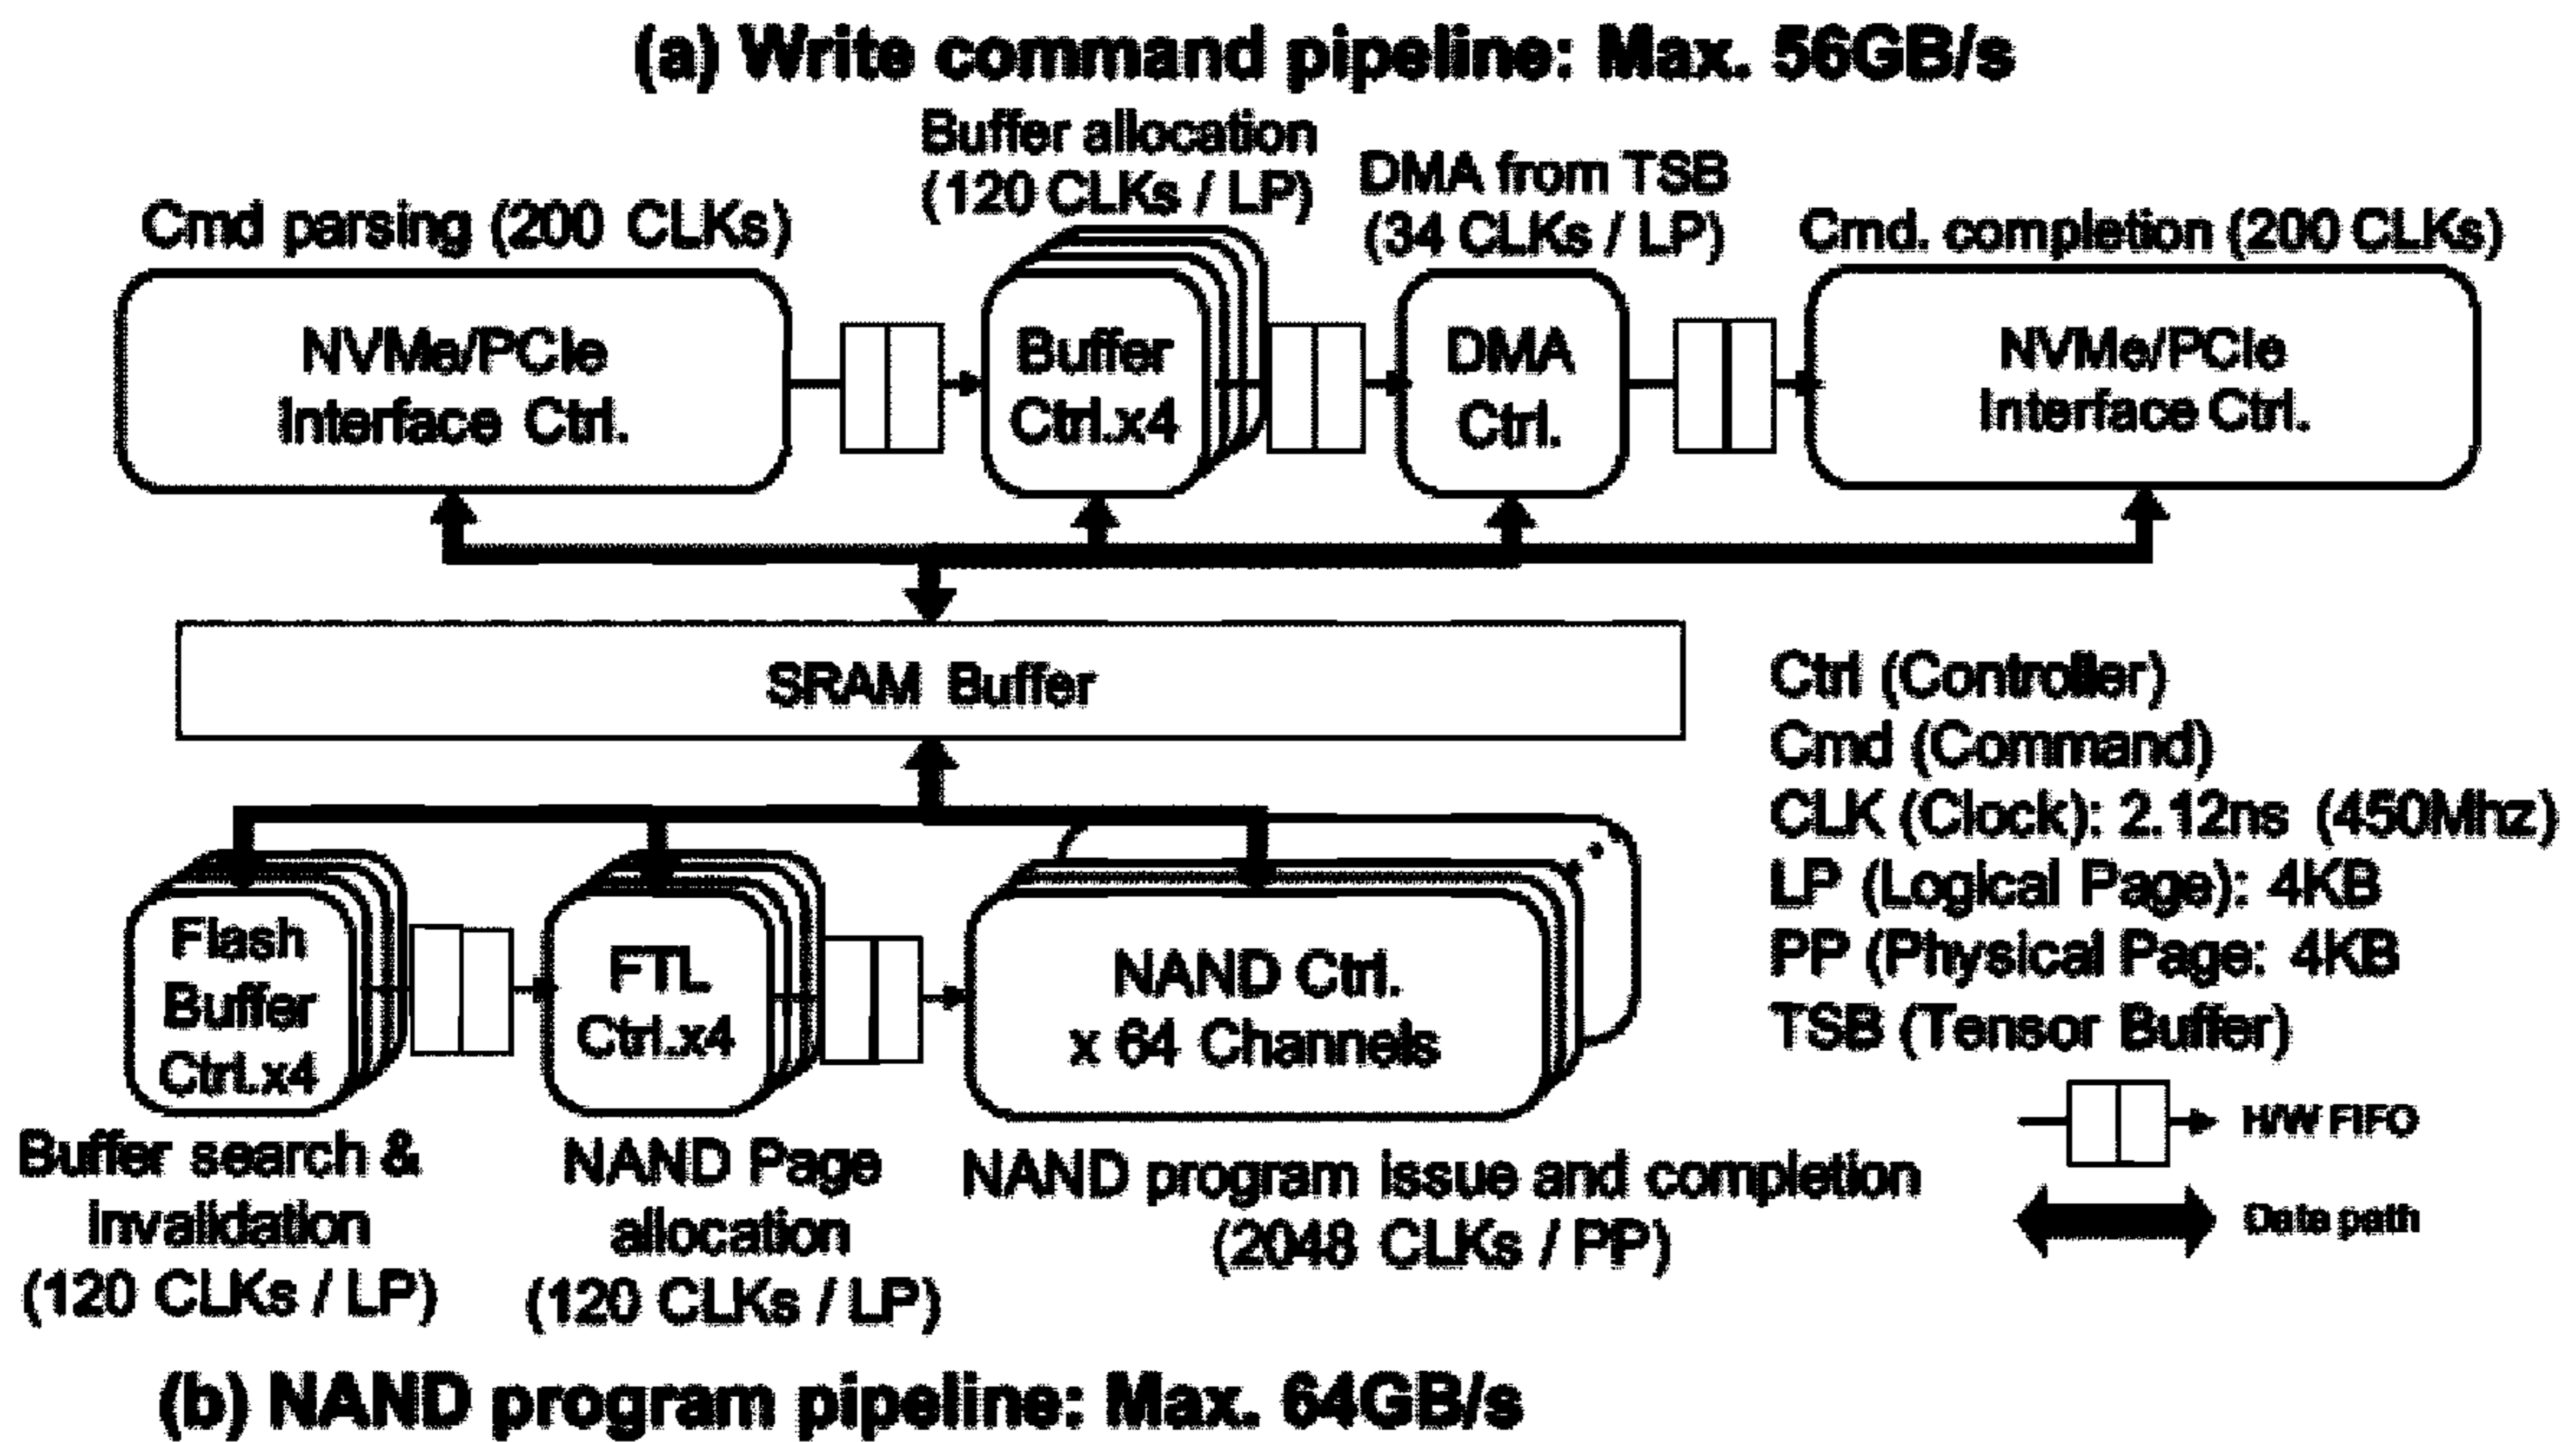 (a) Write command pipeline: Max. 56GB/s
Buffer allocation
(120 CLKs / LP)
DMA from TSB
(34 CLKs / LP)
Cmd parsing (200 CLKs)
Cmd. completion (200 CLKs)
NVMe/PCIe
Interface Ctrl.
Buffer
Ctrl.x4
DMA
Ctrl.
NVMe/PCIe
Interface Ctrl.
SRAM Buffer
Ctrl (Controller)
Cmd (Command)
CLK (Clock): 2.12ns (450Mhz)
LP (Logical Page): 4KB
PP (Physical Page: 4KB
TSB (Tensor Buffer)
H/W FIFO
Data path
Flash
Buffer
Ctrl.x4
FTL
Ctrl.x4
NAND Ctrl.
x 64 Channels
Buffer search &
invalidation
(120 CLKs / LP)
NAND Page
allocation
(120 CLKs / LP)
NAND program issue and completion
(2048 CLKs / PP)
(b) NAND program pipeline: Max. 64GB/s